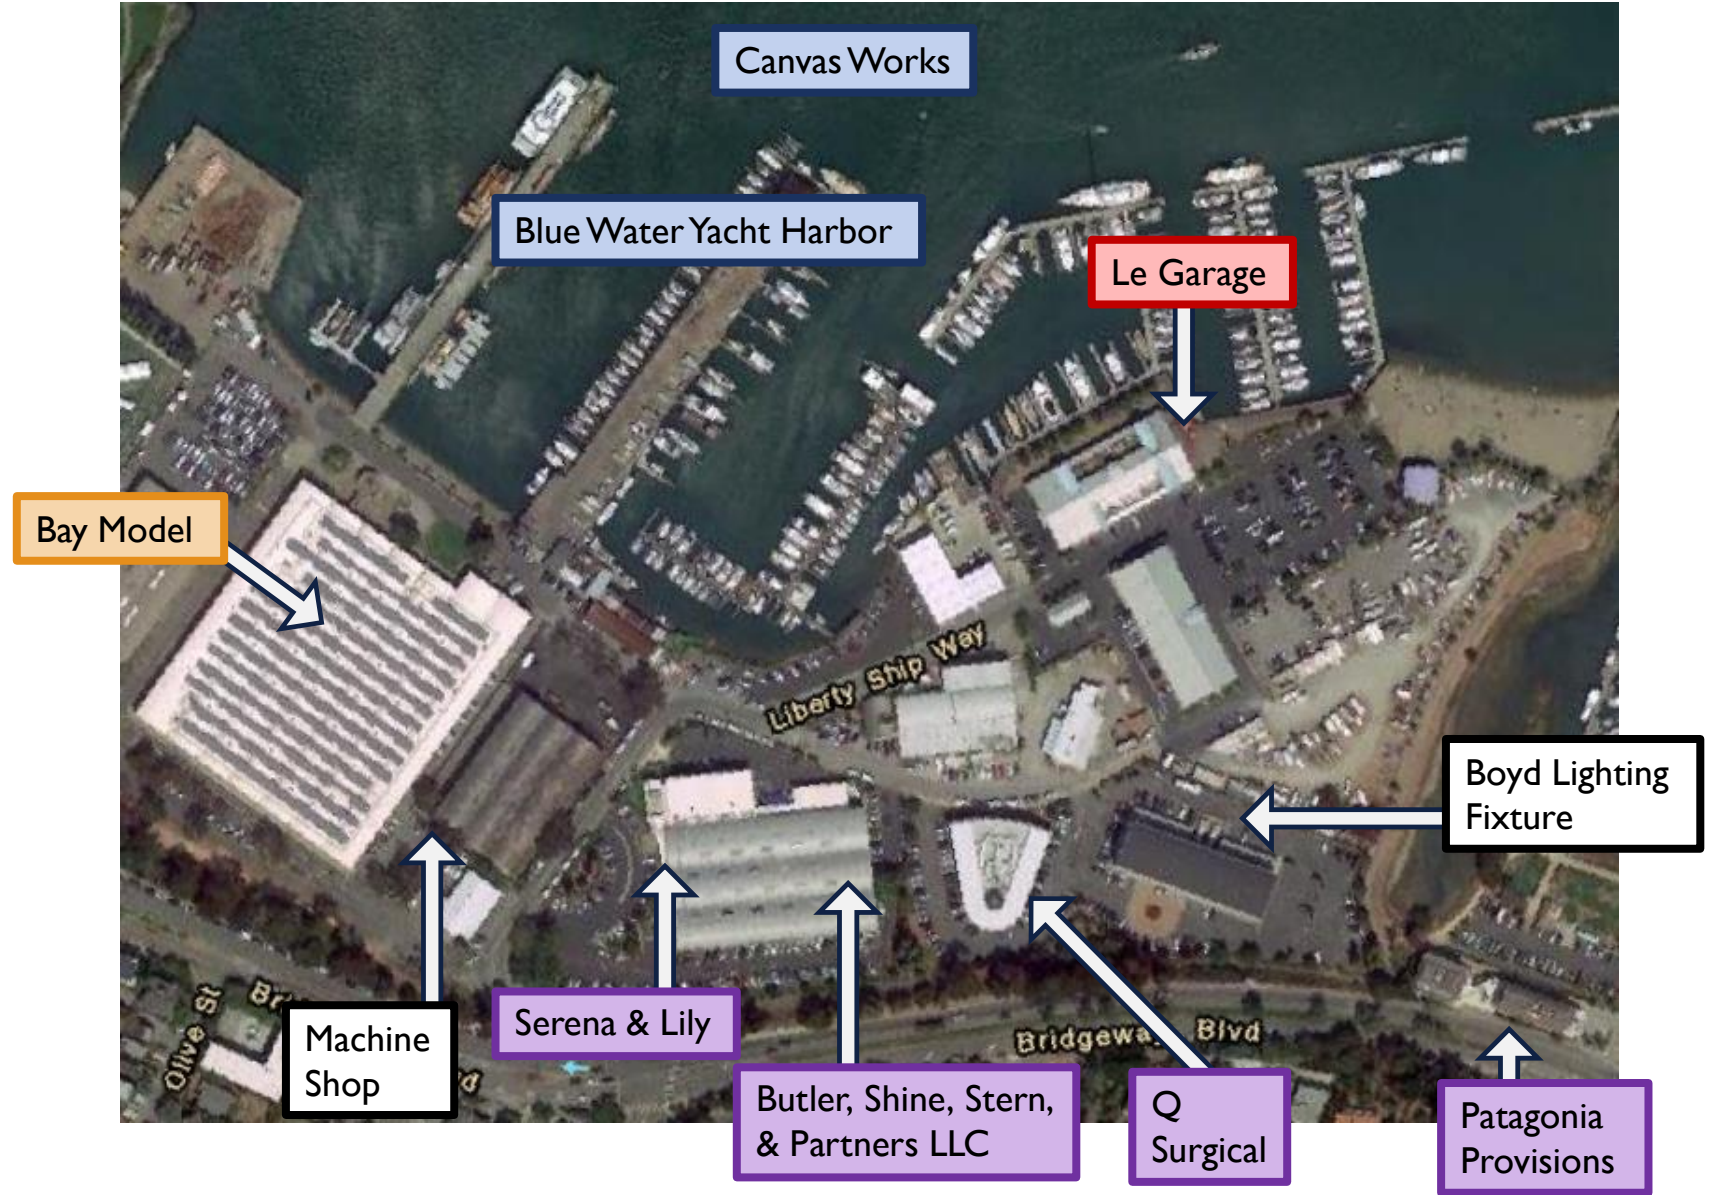 Canvas Works
Blue Water Yacht Harbor
Le Garage
Bay Model
Liberty Ship Way
Boyd Lighting
Fixture
Olive St
Machine
Shop
Serena & Lily
Bridgeway Blvd
Butler, Shine, Stern,
& Partners LLC
Q
Surgical
Patagonia
Provisions